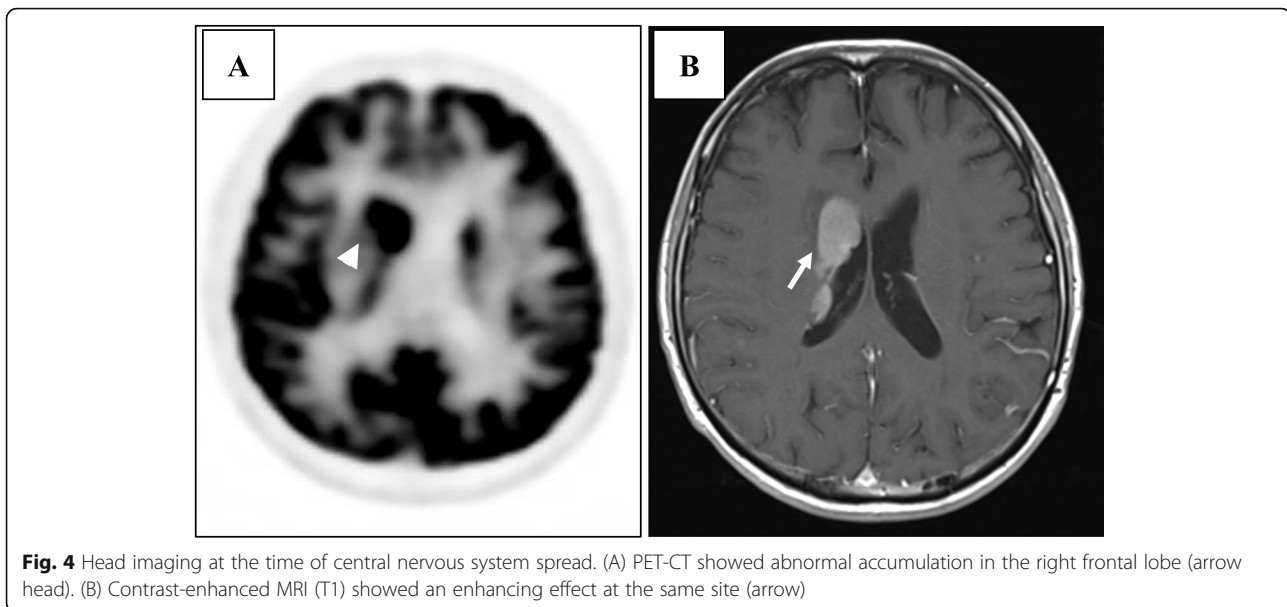 A
B
Fig. 4 Head imaging at the time of central nervous system spread. (A) PET-CT showed abnormal accumulation in the right frontal lobe (arrow
head). (B) Contrast-enhanced MRI (T1) showed an enhancing effect at the same site (arrow)